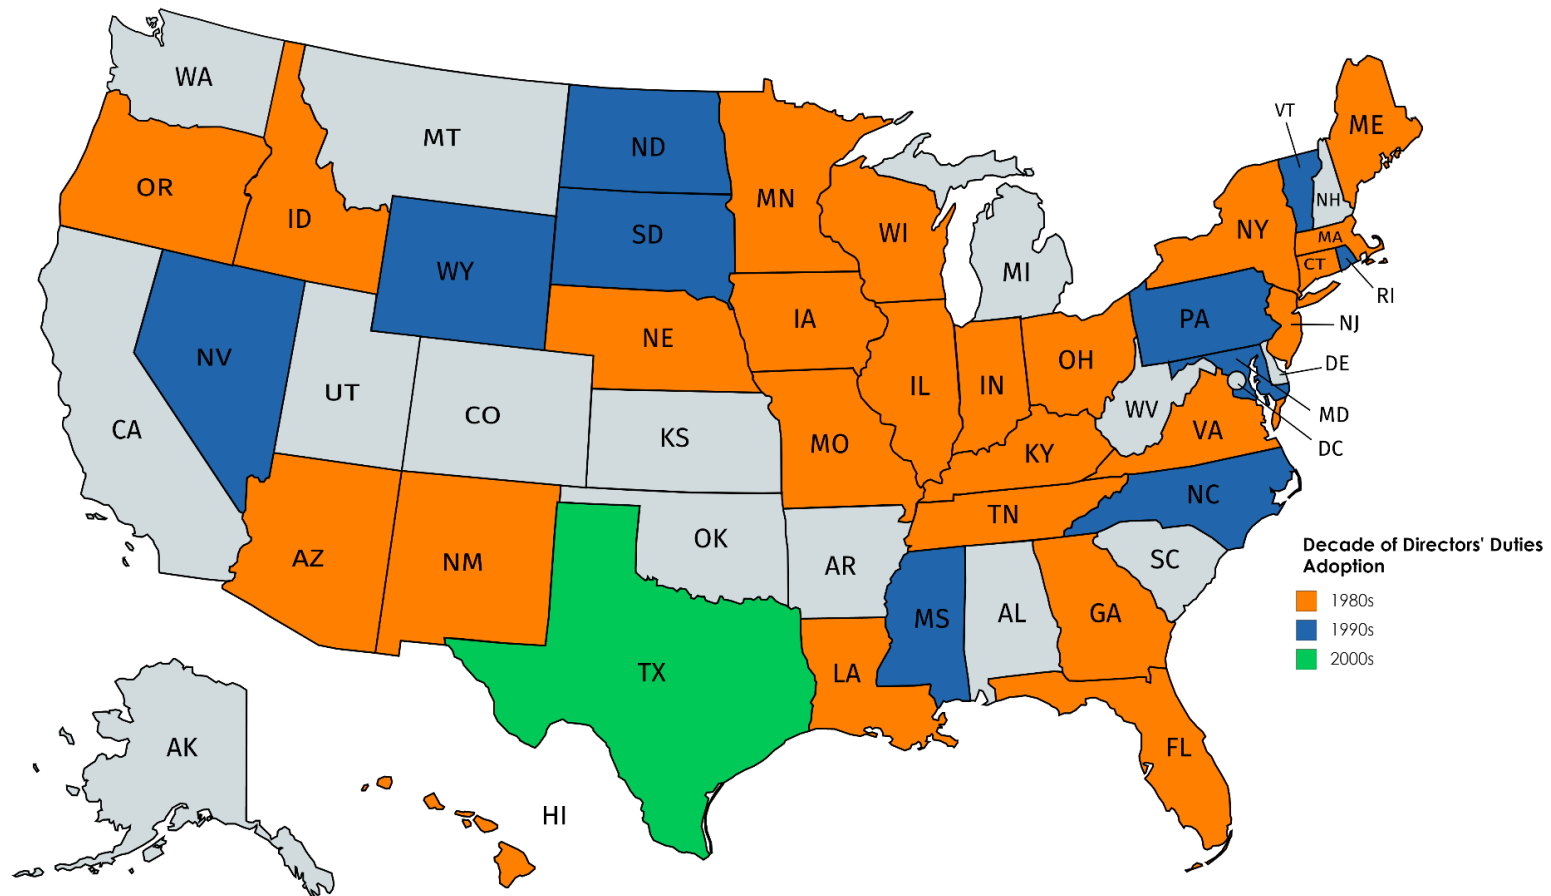 WA
MT
ND
MN
VT
ME
OR
ID
SD
WI
NY
NH
MA
CT
RI
WY
MI
IA
PA
NJ
NV
NE
OH
DE
UT
IL
IN
CA
CO
KS
MO
WV
VA
MD
DC
KY
NC
TN
AZ
NM
OK
AR
SC
MS
AL
GA
TX
LA
AK
FL
HI
Decade of Directors' Duties
Adoption
1980s
1990s
2000s